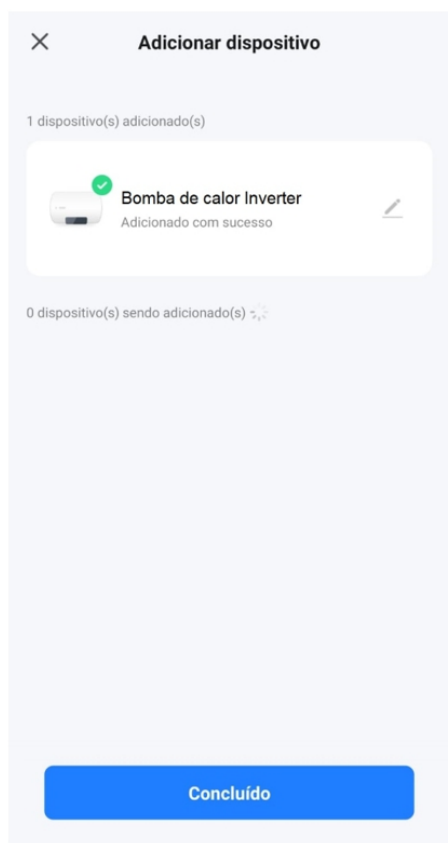 Adicionar dispositivo
1 dispositivo(s) adicionado(s)
Bomba de calor Inverter
Adicionado com sucesso
0 dispositivo(s) sendo adicionado(s)
Concluído